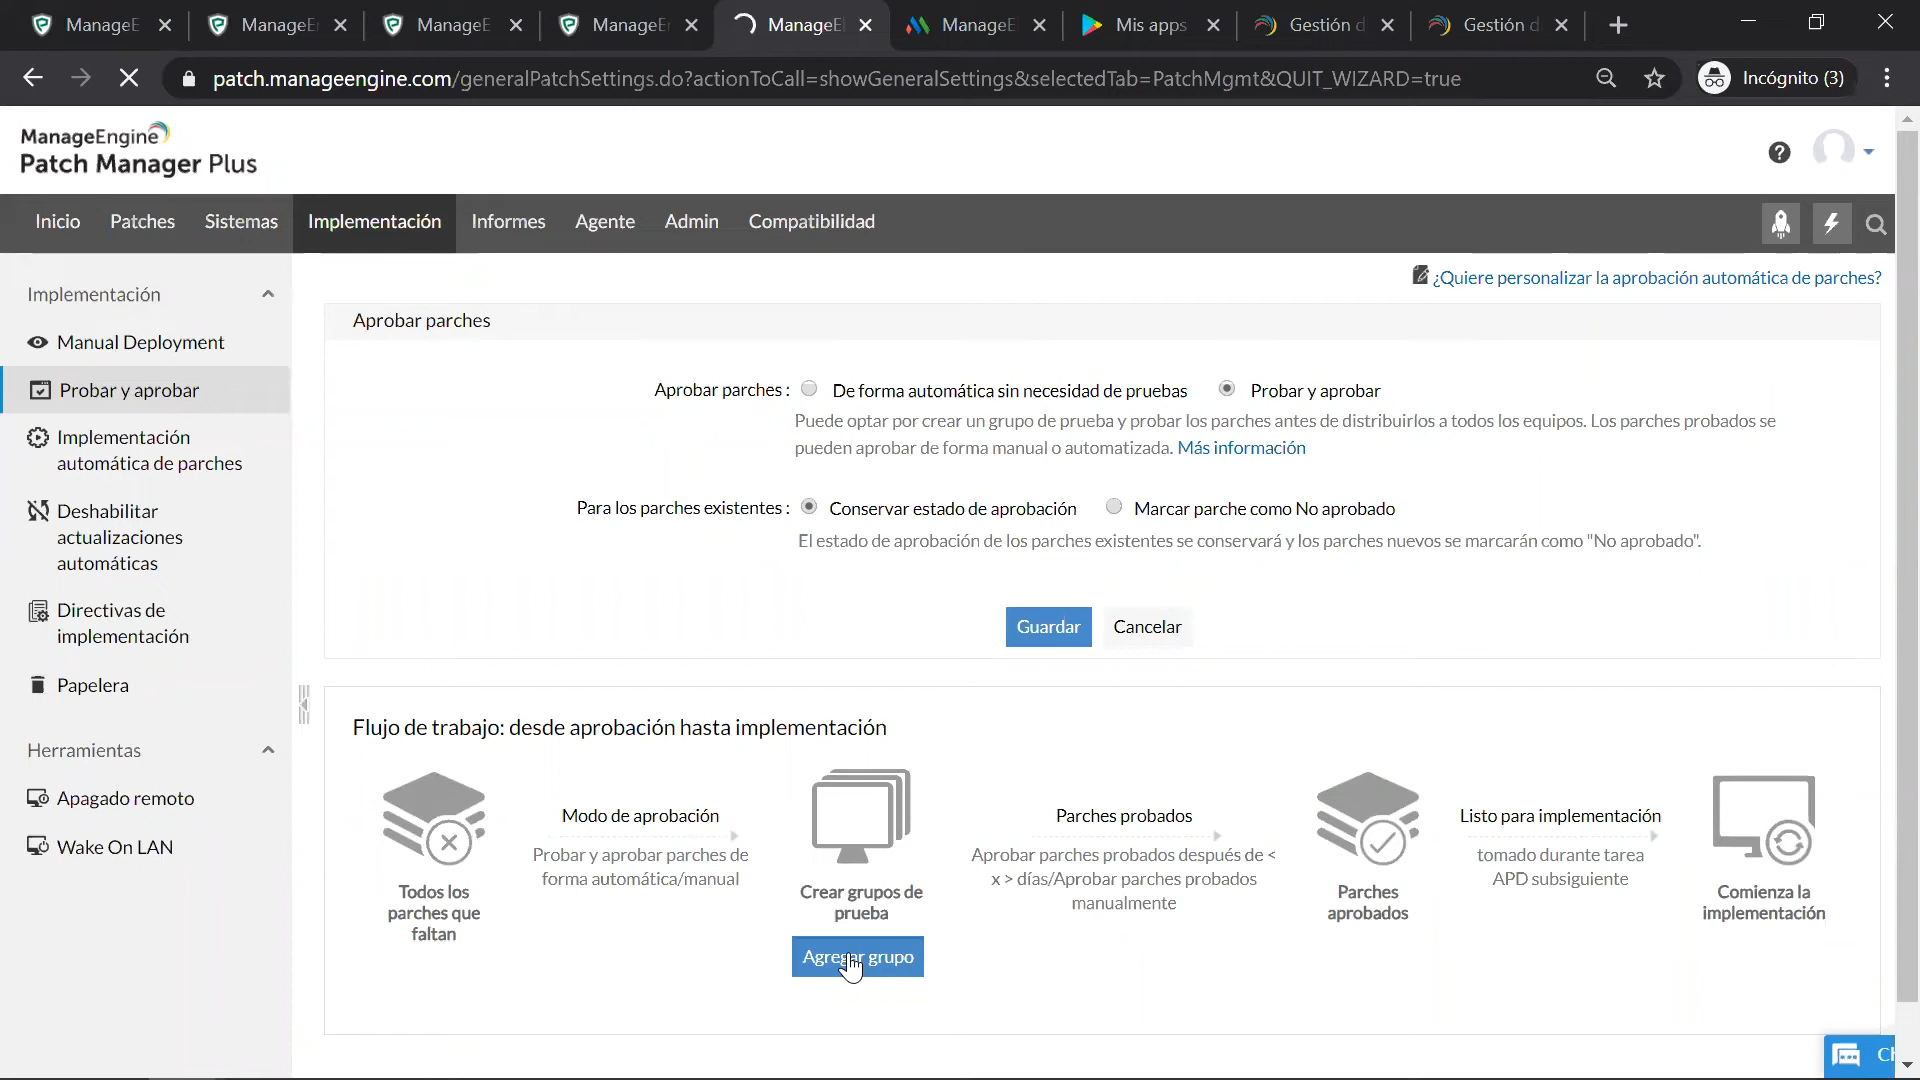 ManageE
ManageEr
ManageE
ManageEr
ManageEl
ManageEl
Mis apps
Gestión d
Gestión d
patch.manageengine.com/generalPatchSettings.do?actionToCall=showGeneralSettings&selectedTab=PatchMgmt&QUIT_WIZARD=true
Incógnito (3)
ManageEngine
Patch Manager Plus
Inicio Patches Sistemas Implementación Informes Agente Admin Compatibilidad
¿Quiere personalizar la aprobación automática de parches?
Implementación
Manual Deployment
Probar y aprobar
Implementación
automática de parches
Deshabilitar
actualizaciones
automáticas
Directivas de
implementación
Papelera
Herramientas
Apagado remoto
Wake On LAN
Aprobar parches
Aprobar parches : De forma automática sin necesidad de pruebas Probar y aprobar
Puede optar por crear un grupo de prueba y probar los parches antes de distribuirlos a todos los equipos. Los parches probados se
pueden aprobar de forma manual o automatizada. Más información
Para los parches existentes : Conservar estado de aprobación Marcar parche como No aprobado
El estado de aprobación de los parches existentes se conservará y los parches nuevos se marcarán como "No aprobado".
Guardar Cancelar
Flujo de trabajo: desde aprobación hasta implementación
Todos los
parches que
faltan
Modo de aprobación
Probar y aprobar parches de
forma automática/manual
Crear grupos de
prueba
Agregar grupo
Parches probados
Aprobar parches probados después de <
x > días/Aprobar parches probados
manualmente
Parches
aprobados
Listo para implementación
tomado durante tarea
APD subsiguiente
Comienza la
implementación